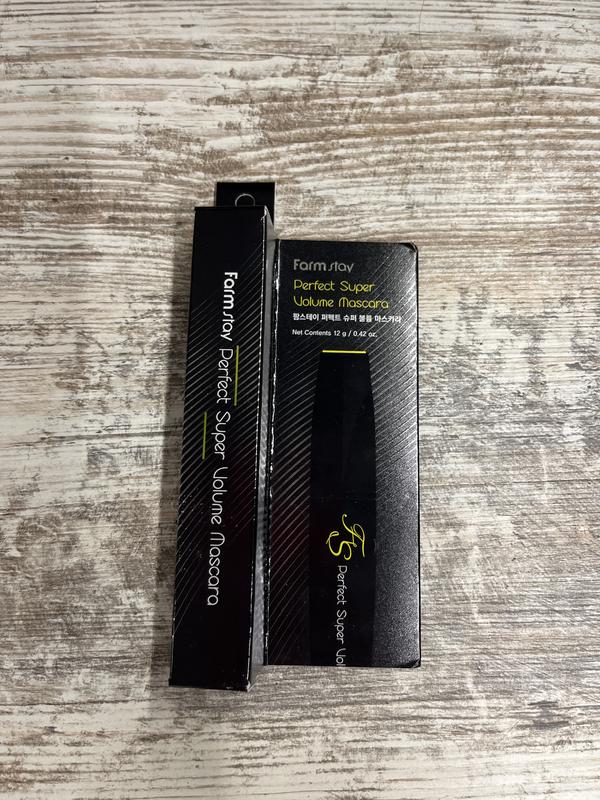 Farmstay Perfect Super Volume Mascara
Farmstay
Perfect Super
Volume Mascara
팜스테이 퍼펙트 슈퍼 볼륨 마스카라
Net Contents 12 g / 0.42 oz.
FS
Perfect Super Vol